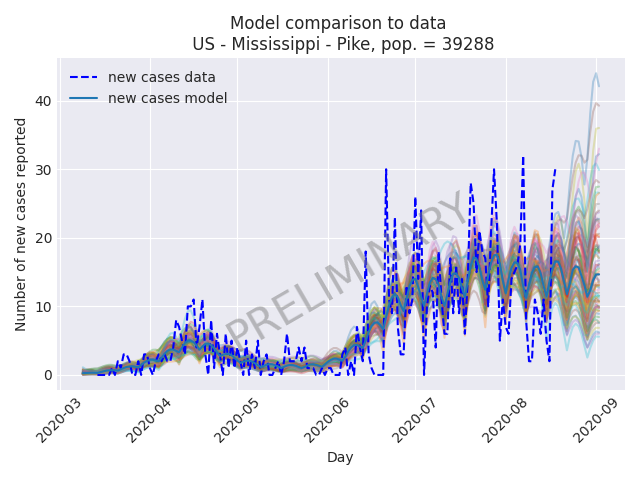 Model comparison to data
US - Mississippi - Pike, pop. = 39288
new cases data
new cases model
Number of new cases reported
40
30
20
10
0
PRELIMINARY
2020-03
2020-04
2020-05
2020-06
2020-07
2020-08
2020-09
Day